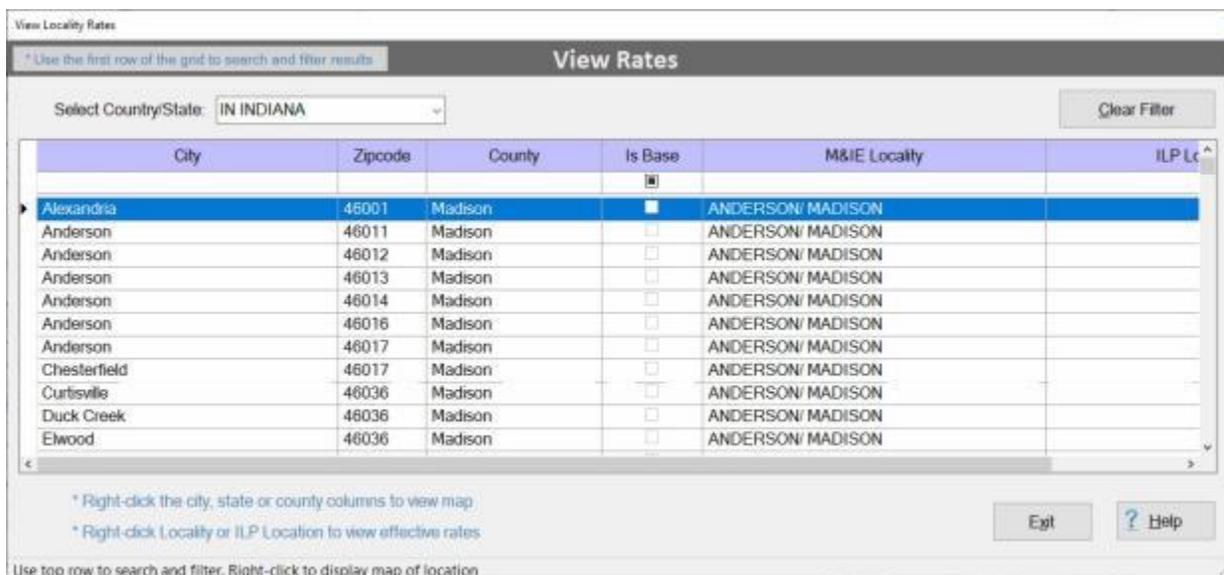 View Locality Rates
* Use the first row of the grid to search and filter results View Rates
Select Country/State: IN INDIANA Clear Filter
City Zipcode County Is Base M&IE Locality ILP Lo
Alexandria 46001 Madison ANDERSON/ MADISON
Anderson 46011 Madison ANDERSON/ MADISON
Anderson 46012 Madison ANDERSON/ MADISON
Anderson 46013 Madison ANDERSON/ MADISON
Anderson 46014 Madison ANDERSON/ MADISON
Anderson 46016 Madison ANDERSON/ MADISON
Anderson 46017 Madison ANDERSON/ MADISON
Chesterfield 46017 Madison ANDERSON/ MADISON
Curtisville 46036 Madison ANDERSON/ MADISON
Duck Creek 46036 Madison ANDERSON/ MADISON
Elwood 46036 Madison ANDERSON/ MADISON
* Right-click the city, state or county columns to view map
* Right-click Locality or ILP Location to view effective rates
Exit ? Help
Use top row to search and filter. Right-click to display map of location